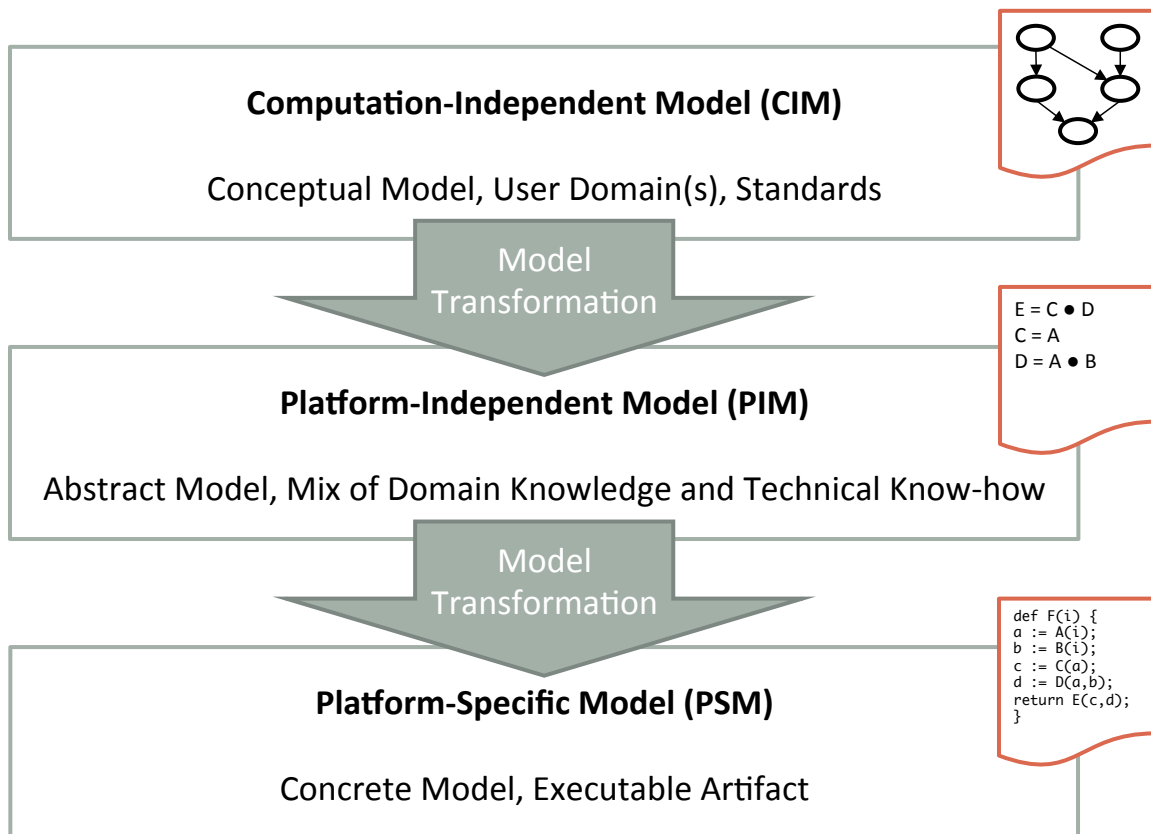 Computation-Independent Model (CIM)
Conceptual Model, User Domain(s), Standards
Model
Transformation
E = C ● D
C = A
D = A ● B
Platform-Independent Model (PIM)
Abstract Model, Mix of Domain Knowledge and Technical Know-how
Model
Transformation
def F(i) {
a := A(i);
b := B(i);
c := C(a);
d := D(a,b);
return E(c,d);
}
Platform-Specific Model (PSM)
Concrete Model, Executable Artifact